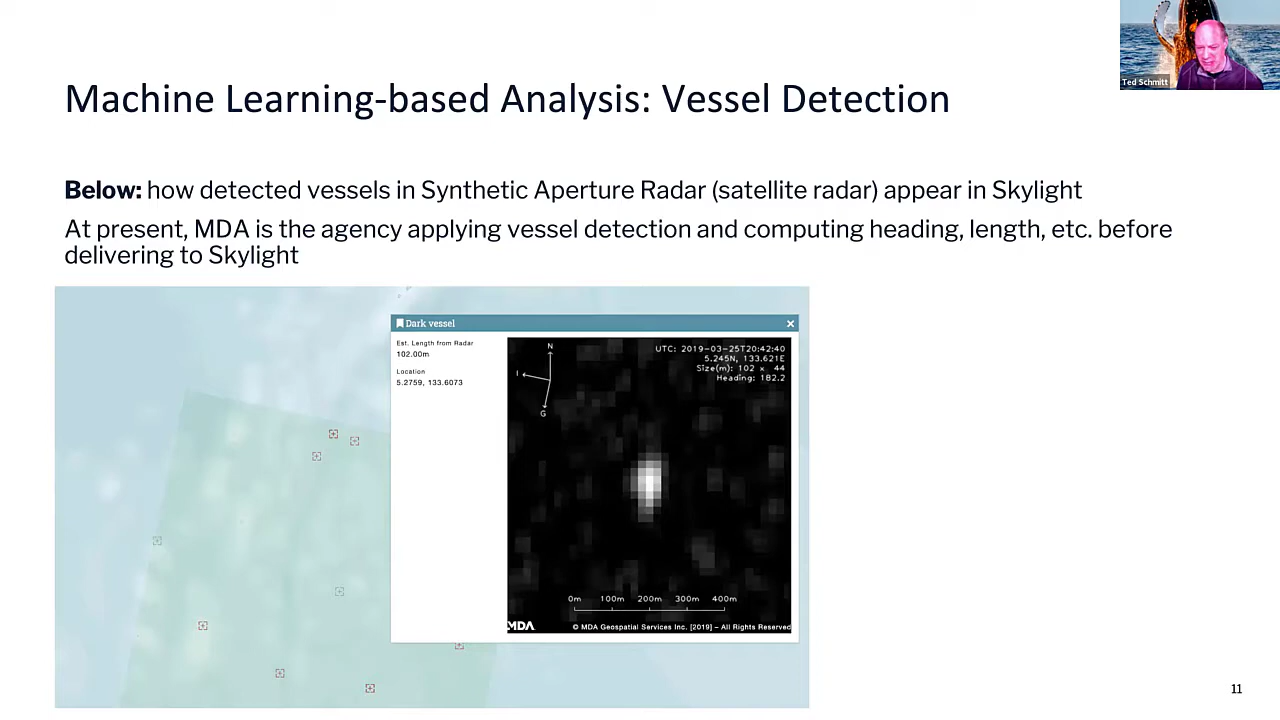 Ted Schmitt
Machine Learning-based Analysis: Vessel Detection
Below: how detected vessels in Synthetic Aperture Radar (satellite radar) appear in Skylight
At present, MDA is the agency applying vessel detection and computing heading, length, etc. before
delivering to Skylight
Dark vessel
Est. Length from Radar
102.00m
Location
5.2759, 133.6073
N
I
G
UTC: 2019-03-25T20:42:40
5.245N, 133.621E
Size(m): 102 x 44
Heading: 182.2
0m 100m 200m 300m 400m
MDA © MDA Geospatial Services Inc. [2019] – All Rights Reserved
11